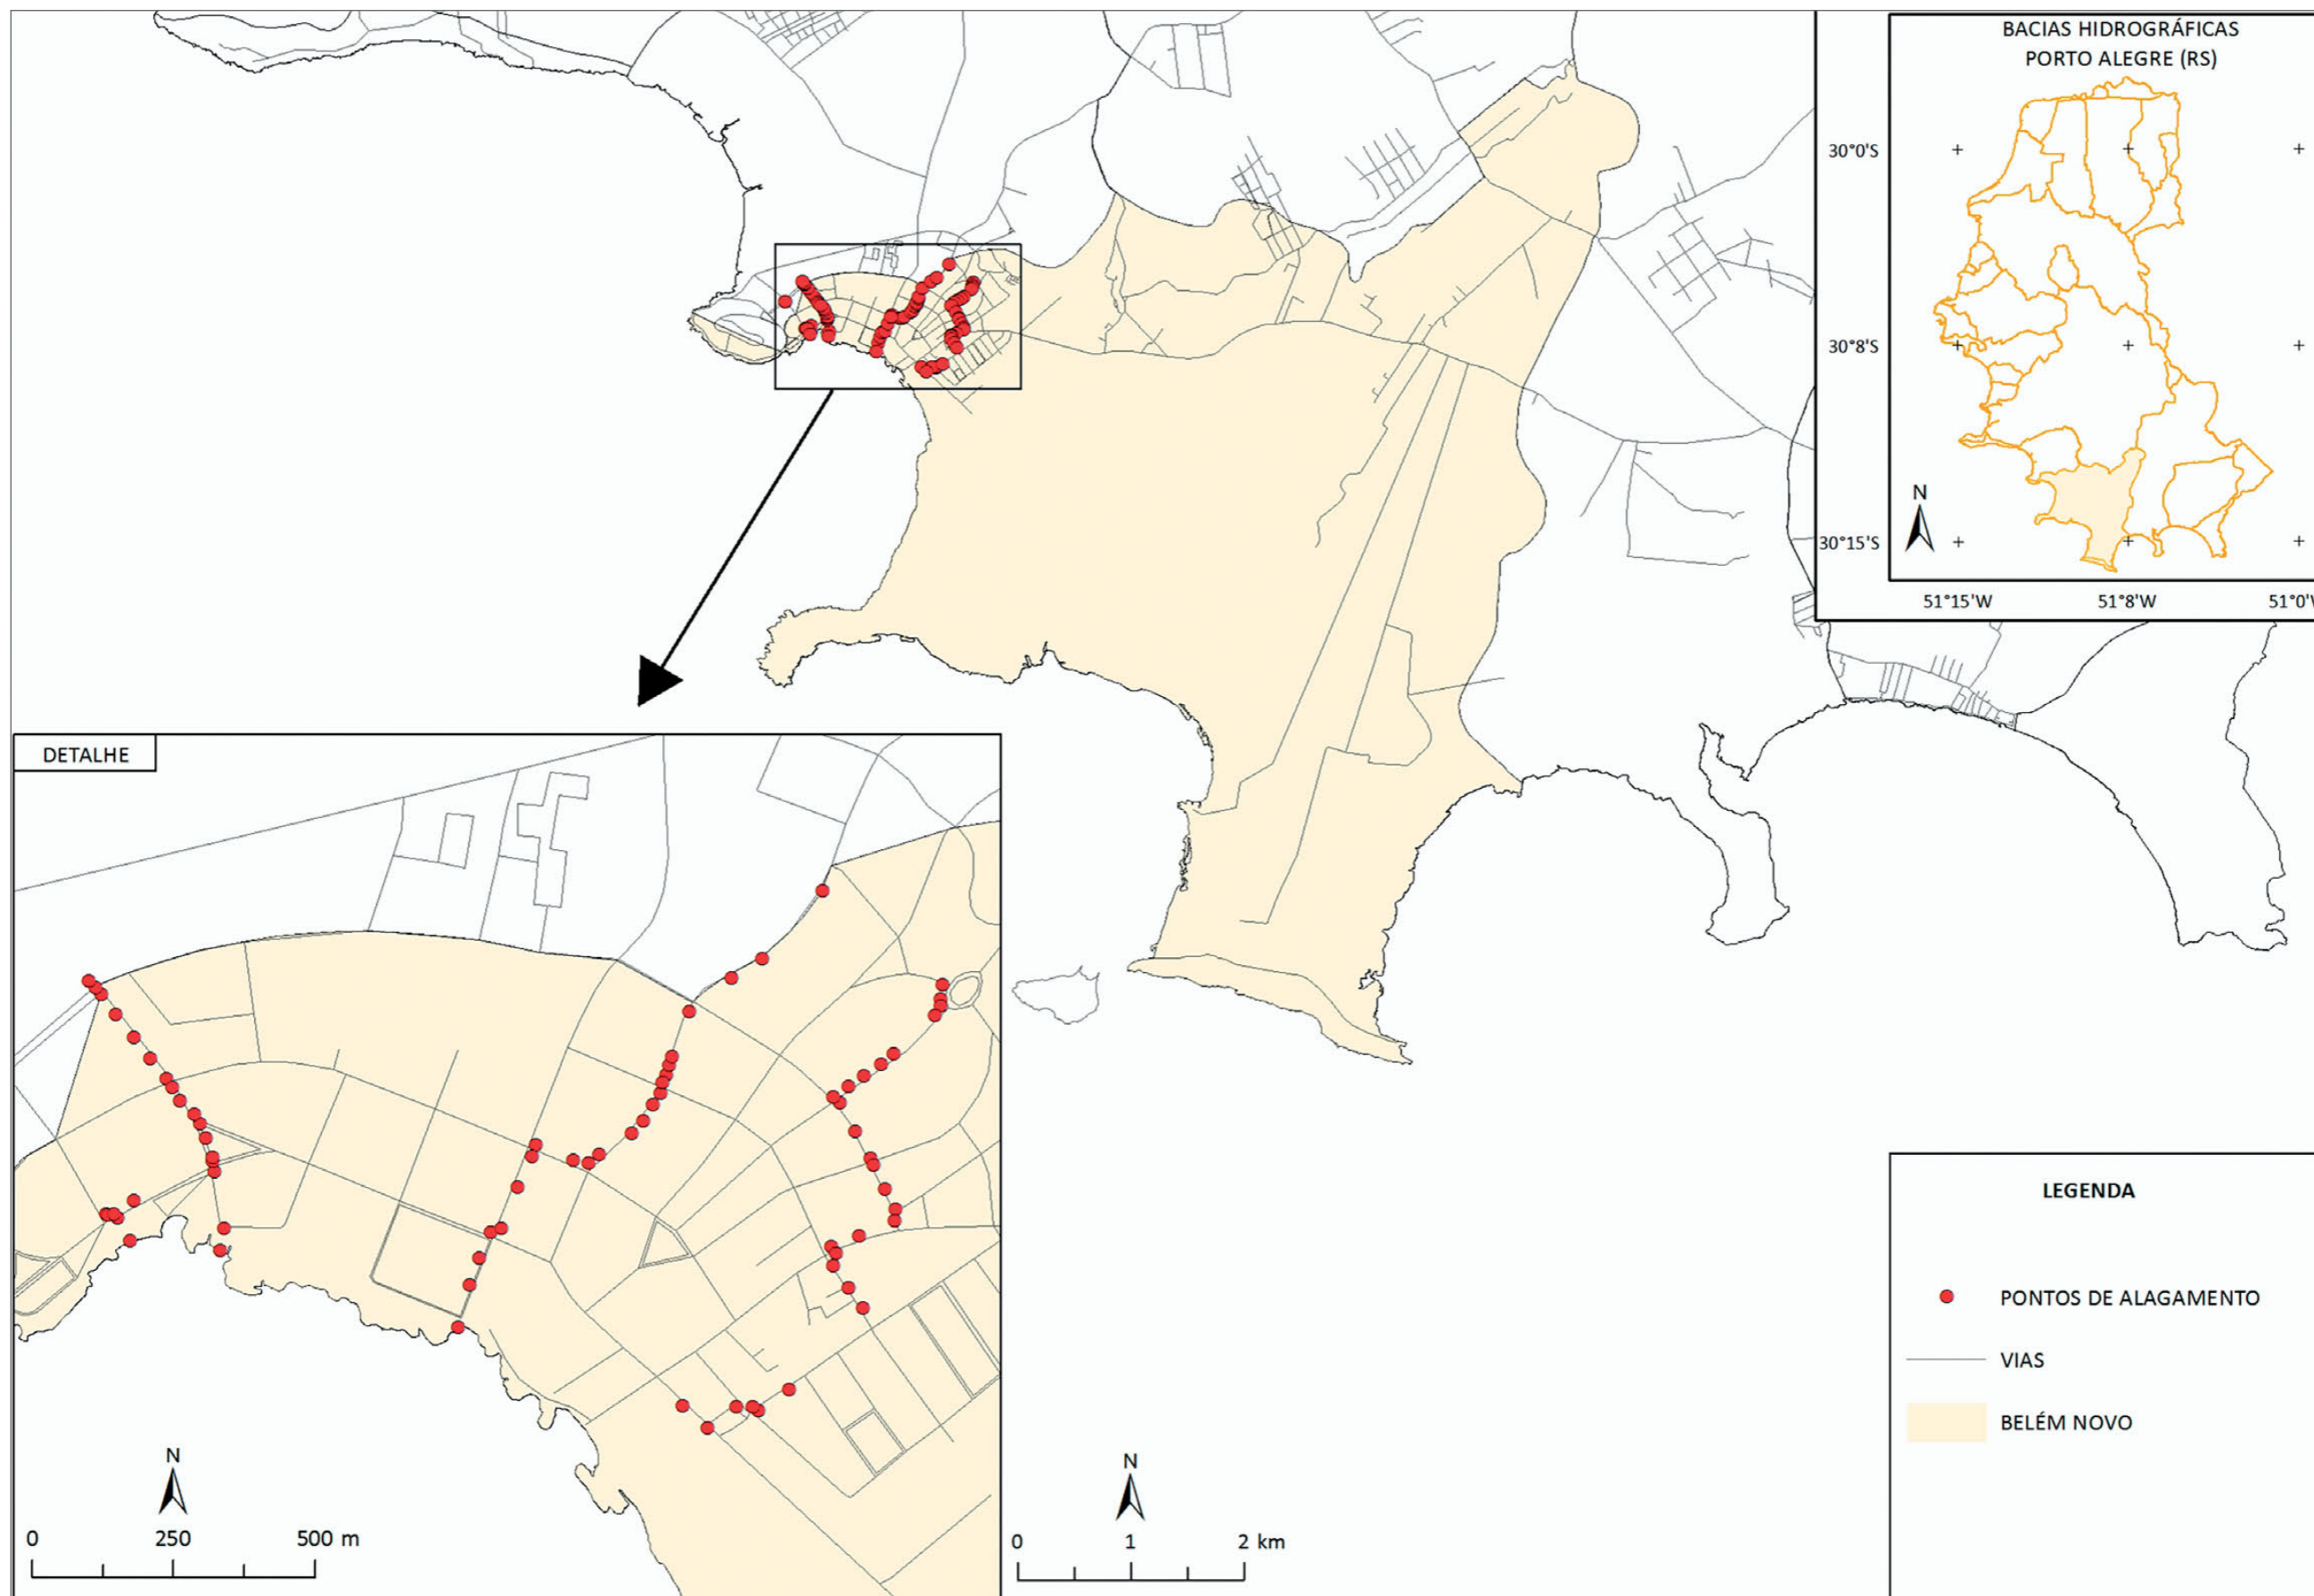 BACIAS HIDROGRÁFICAS
PORTO ALEGRE (RS)
30°0'S
30°8'S
30°15'S
N
51°15'W
51°8'W
51°0'W
DETALHE
N
0 250 500 m
N
0 1 2 km
LEGENDA
PONTOS DE ALAGAMENTO
VIAS
BELÉM NOVO